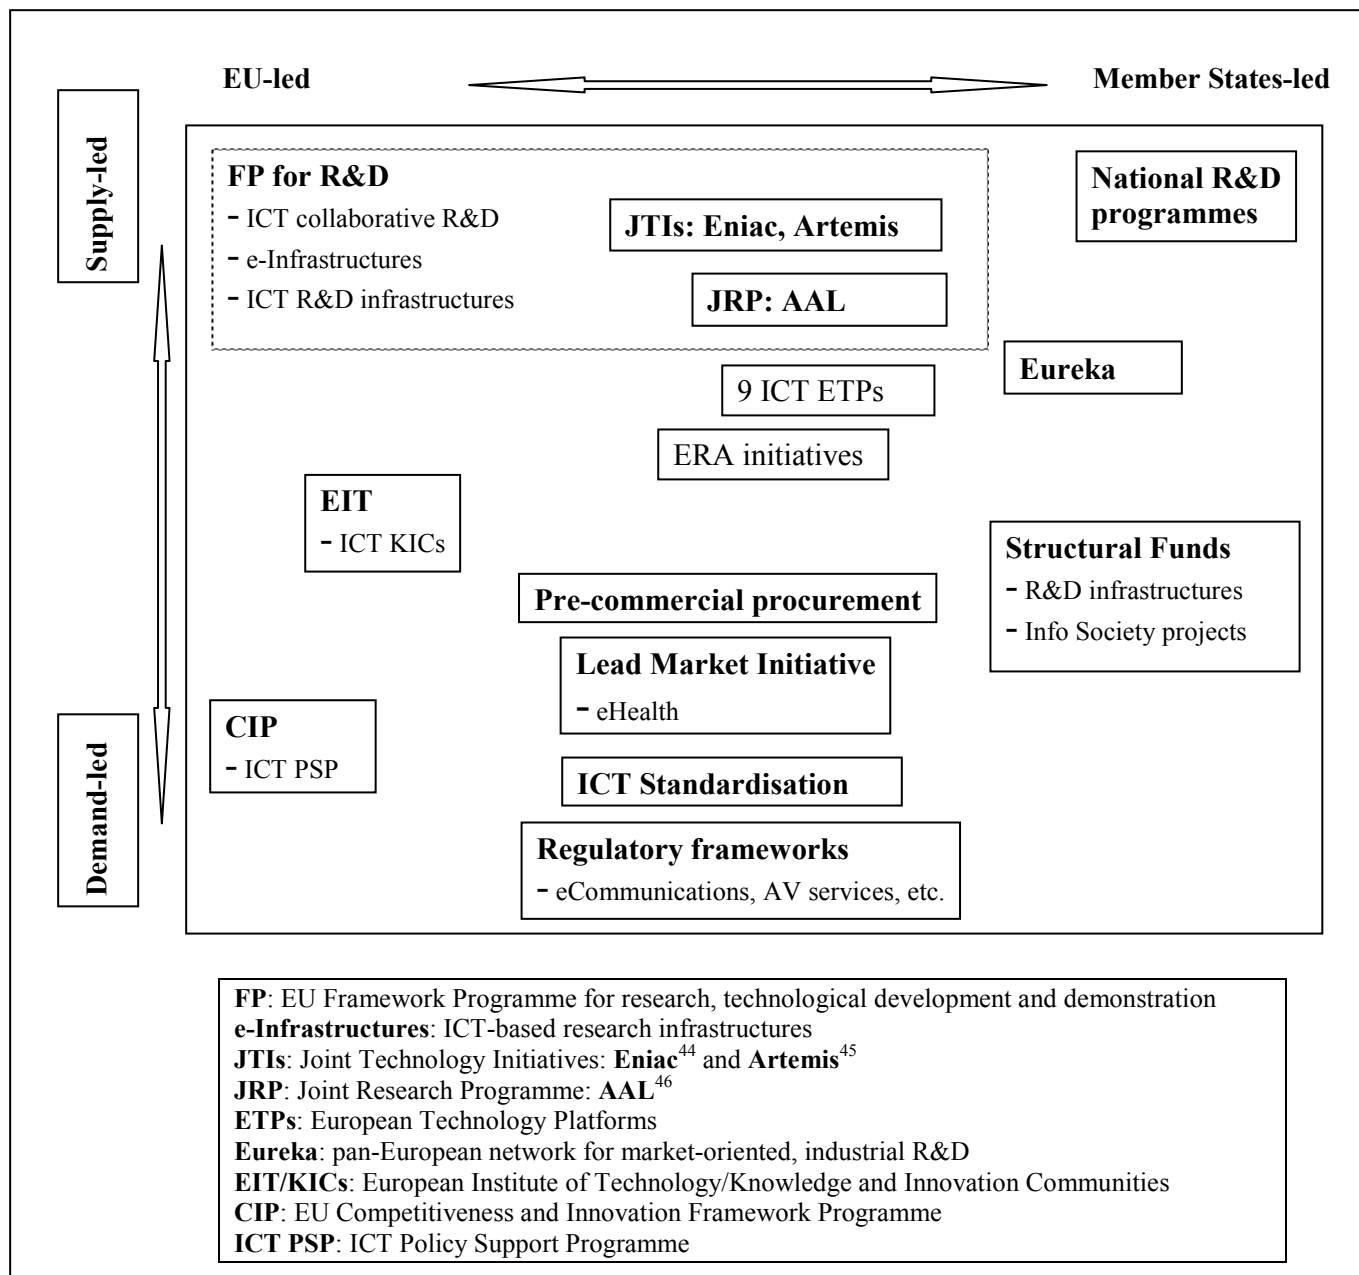 EU-led
Member States-led
Supply-led
FP for R&D
- ICT collaborative R&D
- e-Infrastructures
- ICT R&D infrastructures
JTIs: Eniac, Artemis
JRP: AAL
National R&D
programmes
Eureka
9 ICT ETPs
ERA initiatives
EIT
- ICT KICs
Structural Funds
- R&D infrastructures
- Info Society projects
Pre-commercial procurement
Lead Market Initiative
- eHealth
Demand-led
CIP
- ICT PSP
ICT Standardisation
Regulatory frameworks
- eCommunications, AV services, etc.
FP: EU Framework Programme for research, technological development and demonstration
e-Infrastructures: ICT-based research infrastructures
JTIs: Joint Technology Initiatives: Eniac44 and Artemis45
JRP: Joint Research Programme: AAL46
ETPs: European Technology Platforms
Eureka: pan-European network for market-oriented, industrial R&D
EIT/KICs: European Institute of Technology/Knowledge and Innovation Communities
CIP: EU Competitiveness and Innovation Framework Programme
ICT PSP: ICT Policy Support Programme